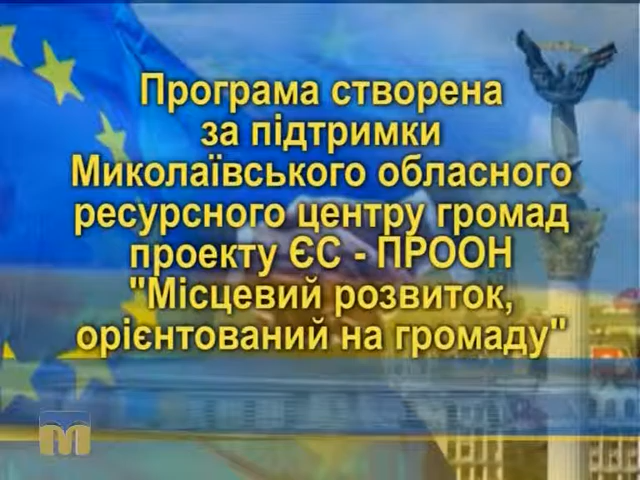 Програма створена
за підтримки
Миколаївського обласного
ресурсного центру громад
проекту ЄС - ПРООН
"Місцевий розвиток,
орієнтований на громаду"